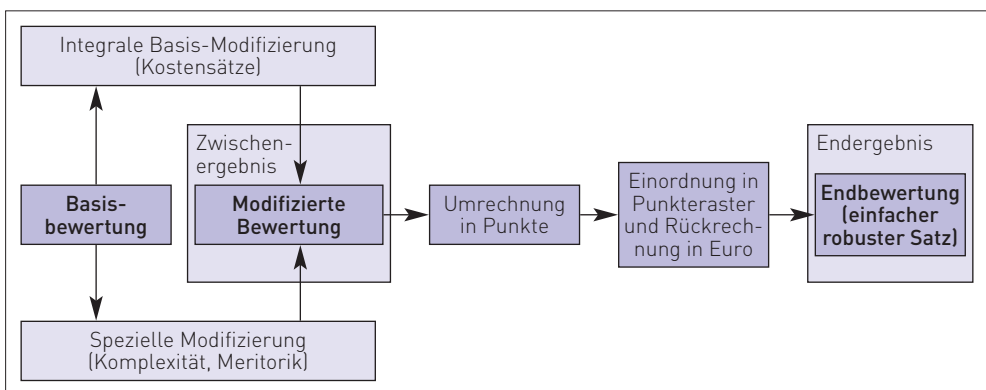 Integrale Basis-Modifizierung
(Kostensätze)
Zwischen-
ergebnis
Endergebnis
Basis-
bewertung
Modifizierte
Bewertung
Umrechnung
in Punkte
Einordnung in
Punkteraster
und Rückrech-
nung in Euro
Endbewertung
(einfacher
robuster Satz)
Spezielle Modifizierung
(Komplexität, Meritorik)